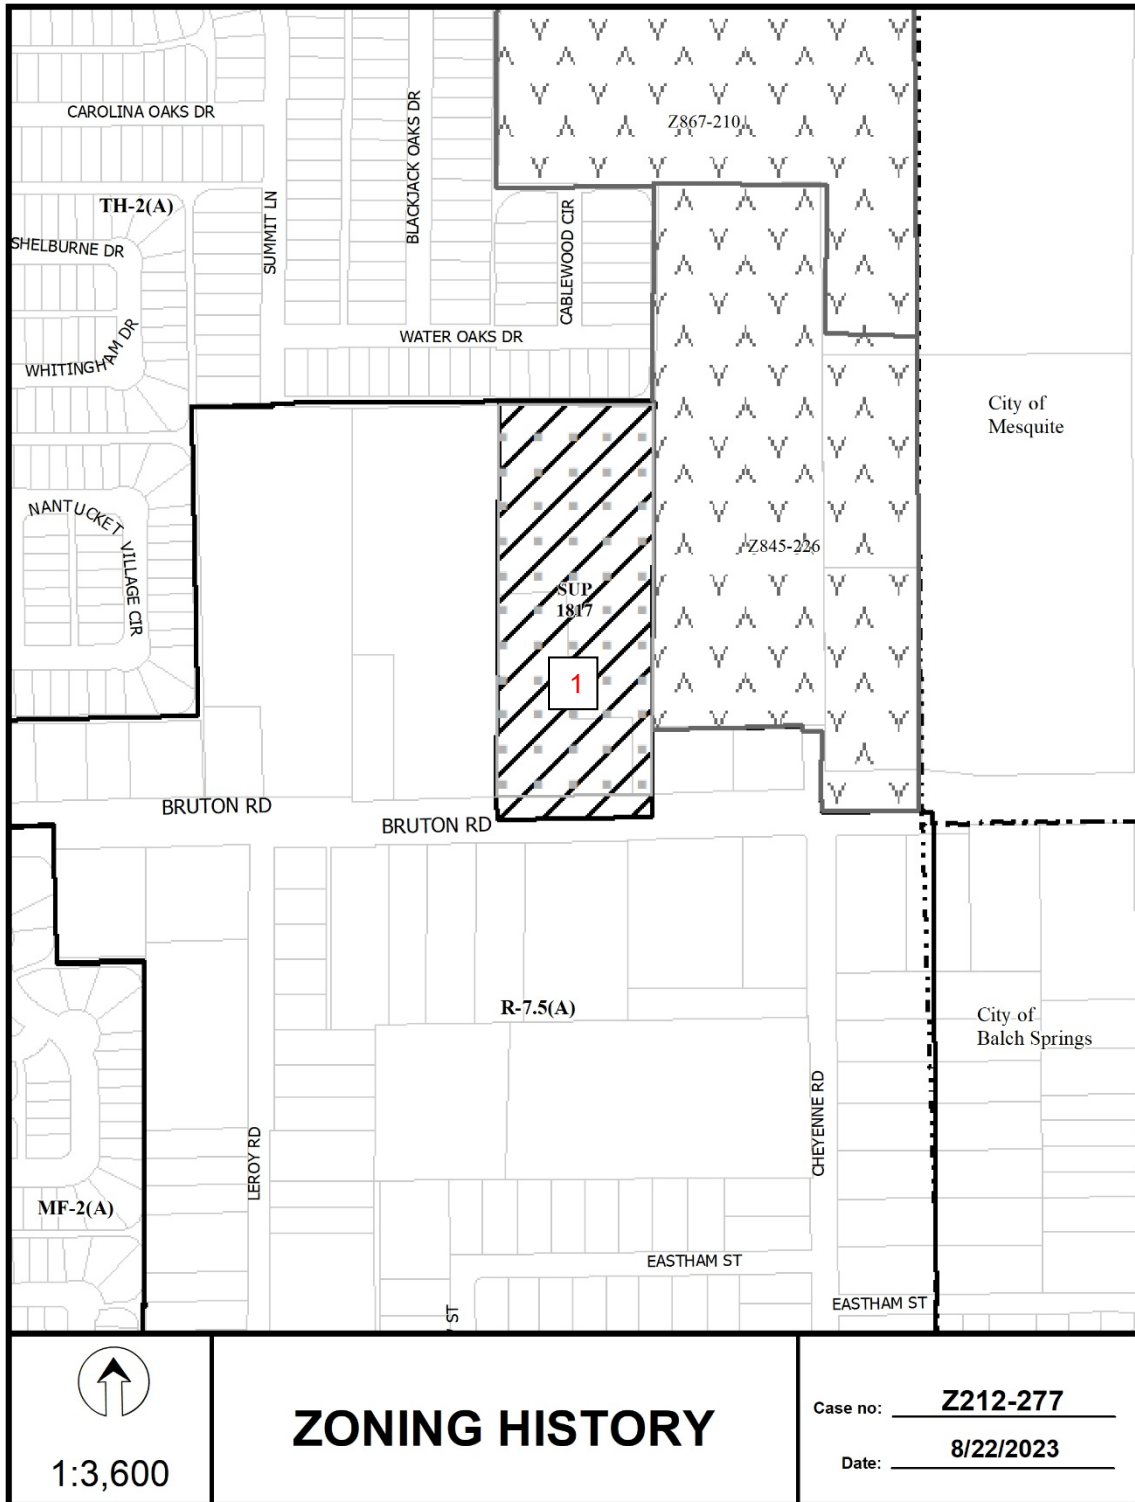 Z867-210
CAROLINA OAKS DR
BLACKJACK OAKS DR
TH-2(A)
SUMMIT LN
CABLEWOOD CIR
SHELBURNE DR
WATER OAKS DR
WHITINGHAM DR
City of
Mesquite
NANTUCKET VILLAGE CIR
Z845-226
SUP
1817
1
BRUTON RD
BRUTON RD
R-7.5(A)
City of
Balch Springs
CHEYENNE RD
LEROY RD
MF-2(A)
EASTHAM ST
EASTHAM ST
ST
1:3,600
ZONING HISTORY
Case no: Z212-277
Date: 8/22/2023